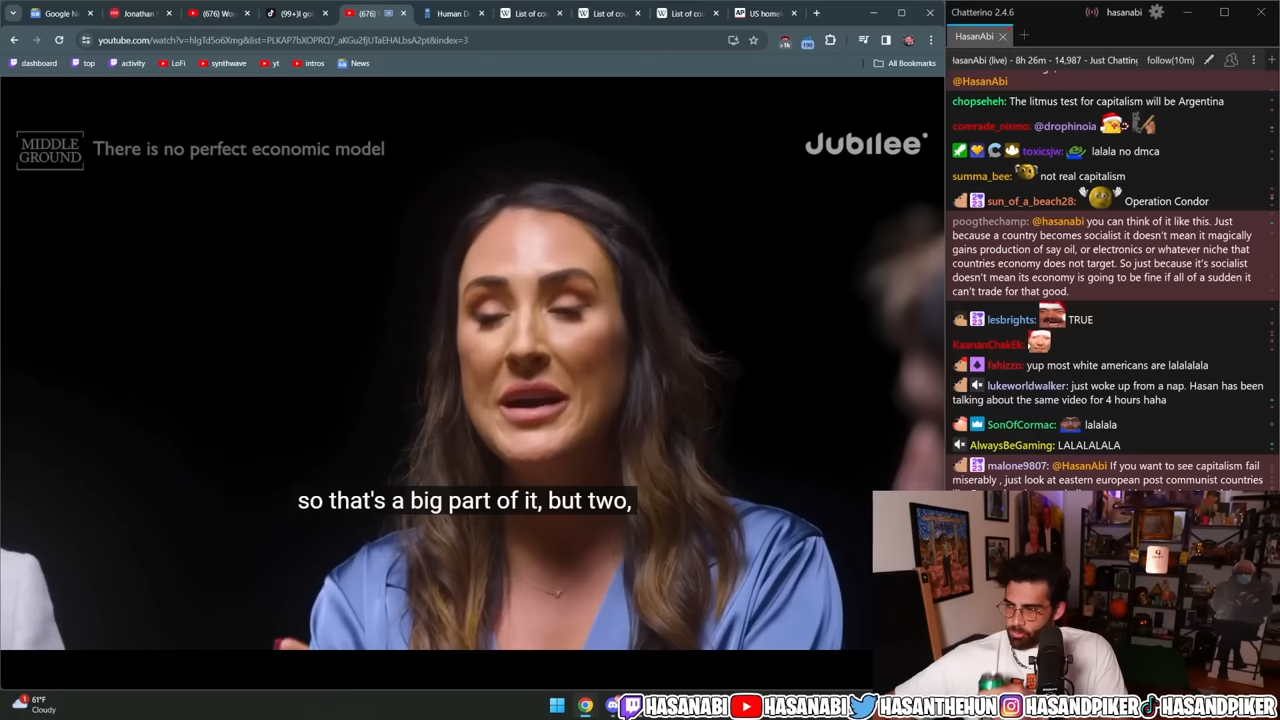 Google N
Jonathan
(676) Wo
(99+)
(676)
Human D
List of co
List of co
List of co
AP
US home
Chatterino 2.4.6
hasanabi
youtube.com/watch?v=hlgTd5o6Xmg&list=PLKAP7bXOPRQ7_aKGu2fjUTaEHALbsA2pt&index=3
HasanAbi
dashboard
top
activity
LoFi
synthwave
yt
intros
News
All Bookmarks
HasanAbi (live) - 8h 26m - 14,987 - Just Chatting
follow(10m)
@HasanAbi
chopseheh: The litmus test for capitalism will be Argentina
comrade_nismo: @drophinoia
toxicsjw: lalala no dmca
summa_bee: not real capitalism
sun_of_a_beach28: Operation Condor
poogthechamp: @hasanabi you can think of it like this. Just
because a country becomes socialist it doesn't mean it magically
gains production of say oil, or electronics or whatever niche that
countries economy does not target. So just because it's socialist
doesn't mean its economy is going to be fine if all of a sudden it
can't trade for that good.
lesbrights: TRUE
KaananChakEk:
fahizzo: yup most white americans are lalalala
lukeworldwalker: just woke up from a nap. Hasan has been
talking about the same video for 4 hours haha
SonOfCormac: lalalala
AlwaysBeGaming: LALALALALA
malone9807: @HasanAbi If you want to see capitalism fail
miserably , just look at eastern european post communist countries
MIDDLE
GROUND
There is no perfect economic model
Jubilee
so that's a big part of it, but two,
61°F
Cloudy
HASANABI
HASANABI
HASANTHEHUN
HASANDPIKER
HASANDPIKER